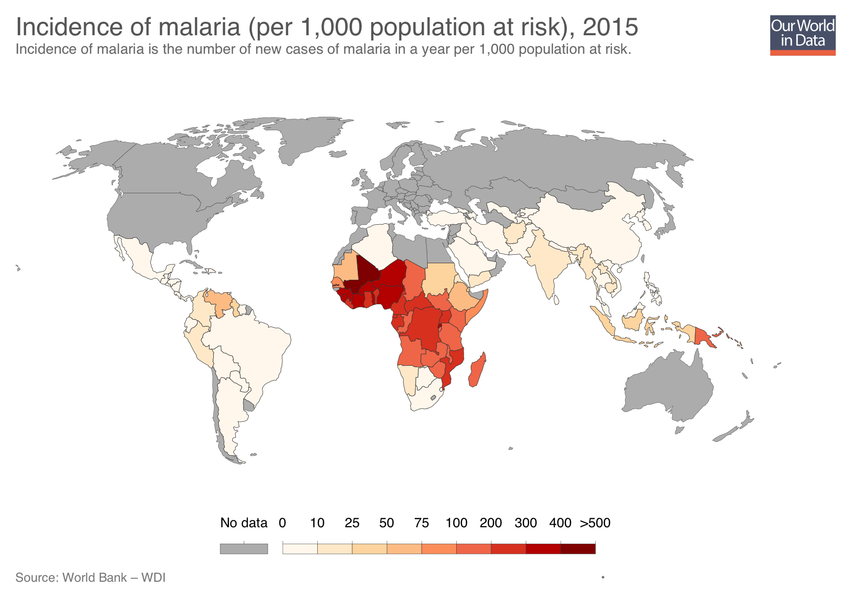 Incidence of malaria (per 1,000 population at risk), 2015
Incidence of malaria is the number of new cases of malaria in a year per 1,000 population at risk.
Our World
in Data
No data 0 10 25 50 75 100 200 300 400 >500
Source: World Bank – WDI